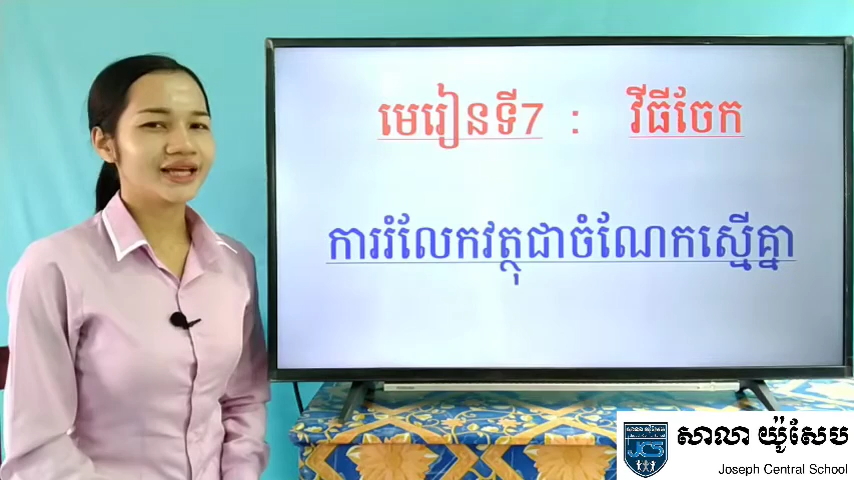 មេរៀនទី7 : វីធីចែក
ការរំលែកវត្ថុជាចំណែកស្មើគ្នា
សាលា យ៉ូសែប
JCS
Joseph Central School